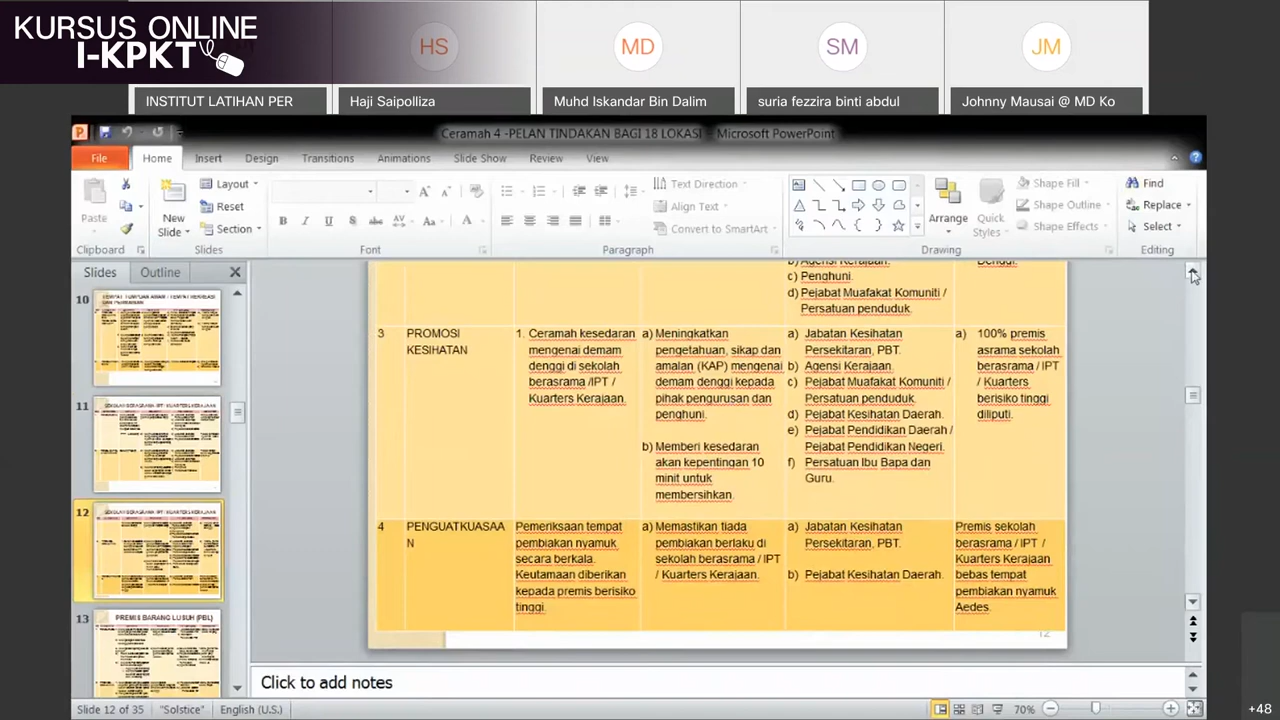 KURSUS ONLINE
I-KPKT
HS
MD
SM
JM
INSTITUT LATIHAN PER
Haji Saipolliza
Muhd Iskandar Bin Dalim
suria fezzira binti abdul
Johnny Mausai @ MD Ko
Ceramah 4 -PELAN TINDAKAN BAGI 18 LOKASI - Microsoft PowerPoint
File Home Insert Design Transitions Animations Slide Show Review View
Paste
New Slide
Layout
Reset
Section
Text Direction
Align Text
Convert to SmartArt
Arrange
Quick Styles
Shape Fill
Shape Outline
Shape Effects
Find
Replace
Select
Clipboard Slides Font Paragraph Drawing Editing
Slides Outline
10
11
12
13
PREMIS BARANG LUSUH (PBL)
b) Agensi Kerajaan.
c) Penghuni.
d) Pejabat Muafakat Komuniti /
Persatuan penduduk.
Denggi.
3
PROMOSI
KESIHATAN
1. Ceramah kesedaran
mengenai demam
denggi di sekolah
berasrama /IPT /
Kuarters Kerajaan.
a) Meningkatkan
pengetahuan, sikap dan
amalan (KAP) mengenai
demam denggi kepada
pihak pengurusan dan
penghuni.
b) Memberi kesedaran
akan kepentingan 10
minit untuk
membersihkan.
a) Jabatan Kesihatan
Persekitaran, PBT.
b) Agensi Kerajaan.
c) Pejabat Muafakat Komuniti /
Persatuan penduduk.
d) Pejabat Kesihatan Daerah.
e) Pejabat Pendidikan Daerah /
Pejabat Pendidikan Negeri.
f) Persatuan Ibu Bapa dan
Guru.
a) 100% premis
asrama sekolah
berasrama / IPT
/ Kuarters
berisiko tinggi
diliputi.
4
PENGUATKUASAA
N
Pemeriksaan tempat
pembiakan nyamuk
secara berkala.
Keutamaan diberikan
kepada premis berisiko
tinggi.
a) Memastikan tiada
pembiakan berlaku di
sekolah berasrama / IPT
/ Kuarters Kerajaan.
a) Jabatan Kesihatan
Persekitaran, PBT.
b) Pejabat Kesihatan Daerah.
Premis sekolah
berasrama / IPT /
Kuarters Kerajaan
bebas tempat
pembiakan nyamuk
Aedes.
12
Click to add notes
Slide 12 of 35 "Solstice" English (U.S.) 70%
+48